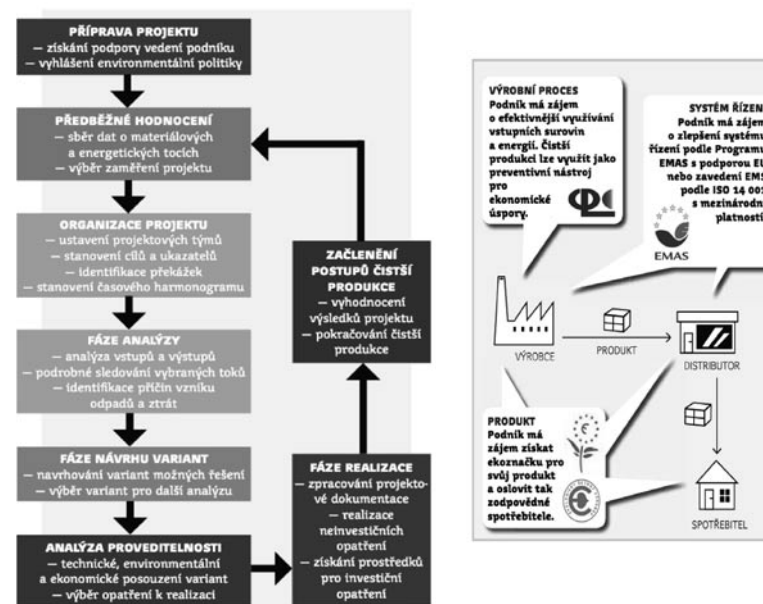 PŘÍPRAVA PROJEKTU
— získání podpory vedení podniku
— vyhlášení environmentální politiky
PŘEDBĚŽNÉ HODNOCENÍ
— sběr dat o materiálových
a energetických tocích
— výběr zaměření projektu
ORGANIZACE PROJEKTU
— ustavení projektových týmů
— stanovení cílů a ukazatelů
— identifikace překážek
— stanovení časového harmonogramu
FÁZE ANALÝZY
— analýza vstupů a výstupů
— podrobné sledování vybraných toků
— identifikace příčin vzniku
odpadů a ztrát
FÁZE NÁVRHU VARIANT
— navrhování variant možných řešení
— výběr variant pro další analýzu
ANALÝZA PROVEDITELNOSTI
— technické, environmentální
a ekonomické posouzení variant
— výběr opatření k realizaci
FÁZE REALIZACE
— zpracování projekto-
vé dokumentace
— realizace
neinvestičních
opatření
— získání prostředků
pro investiční
opatření
ZAČLENĚNÍ
POSTUPŮ ČISTŠÍ
PRODUKCE
— vyhodnocení
výsledků projektu
— pokračování čistší
produkce
VÝROBNÍ PROCES
Podnik má zájem
o efektivnější využívání
vstupních surovin
a energií. Čistší
produkci lze využít jako
preventivní nástroj
pro
ekonomické
úspory.
SYSTÉM ŘÍZEN
Podnik má zájem
o zlepšení systému
řízení podle Programu
EMAS s podporou EU
nebo zavedení EMS
podle ISO 14 001
s mezinárodn
platností
EMAS
VÝROBCE
PRODUKT
DISTRIBUTOR
PRODUKT
Podnik má
zájem získat
ekoznačku pro
svůj produkt
a oslovit tak
zodpovědné
spotřebitele.
SPOTŘEBITEL